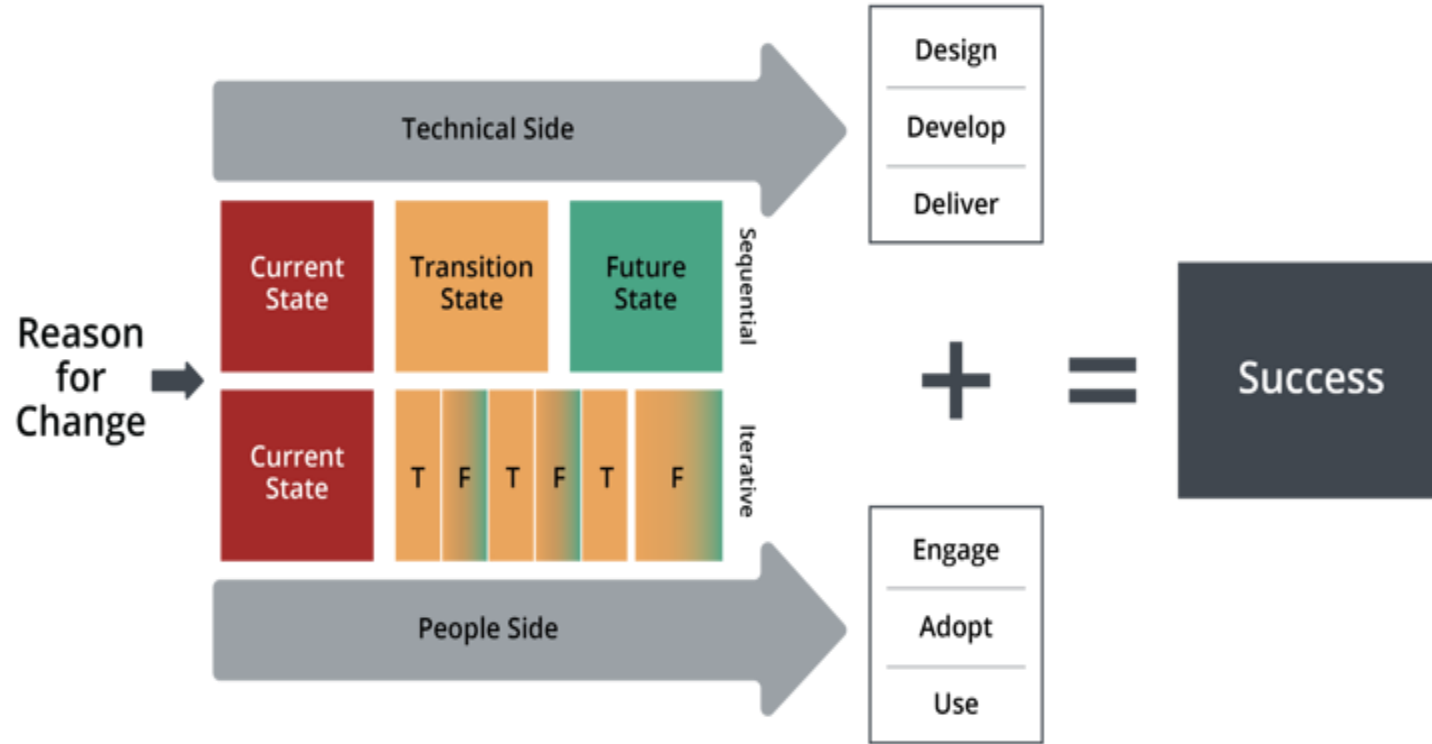 Technical Side
Design
Develop
Deliver
Reason
for
Change
Current
State
Transition
State
Future
State
Sequential
Current
State
T
F
T
F
T
F
Iterative
People Side
+
=
Success
Engage
Adopt
Use